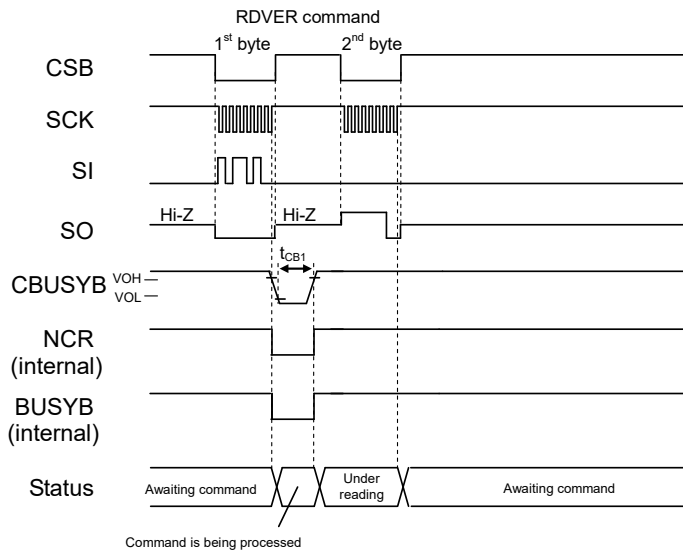 RDVER command
1st byte
2nd byte
CSB
SCK
SI
SO
Hi-Z
Hi-Z
tCB1
CBUSYB
VOH
VOL
NCR
(internal)
BUSYB
(internal)
Status
Awaiting command
Under
reading
Awaiting command
Command is being processed